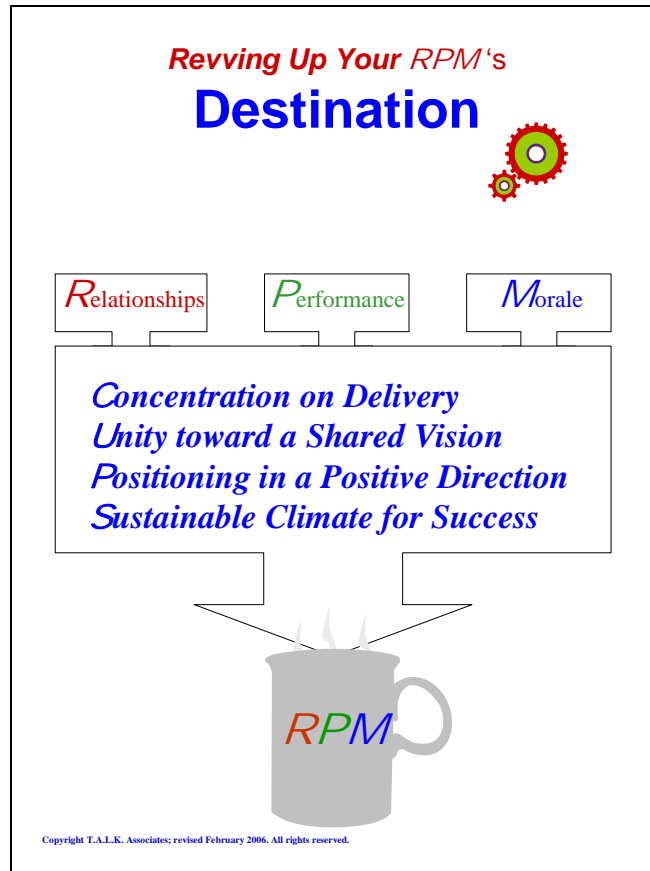 Revving Up Your RPM‘s
Destination
Relationships Performance Morale
Concentration on Delivery
Unity toward a Shared Vision
Positioning in a Positive Direction
Sustainable Climate for Success
RPM
Copyright T.A.L.K. Associates; revised February 2006. All rights reserved.